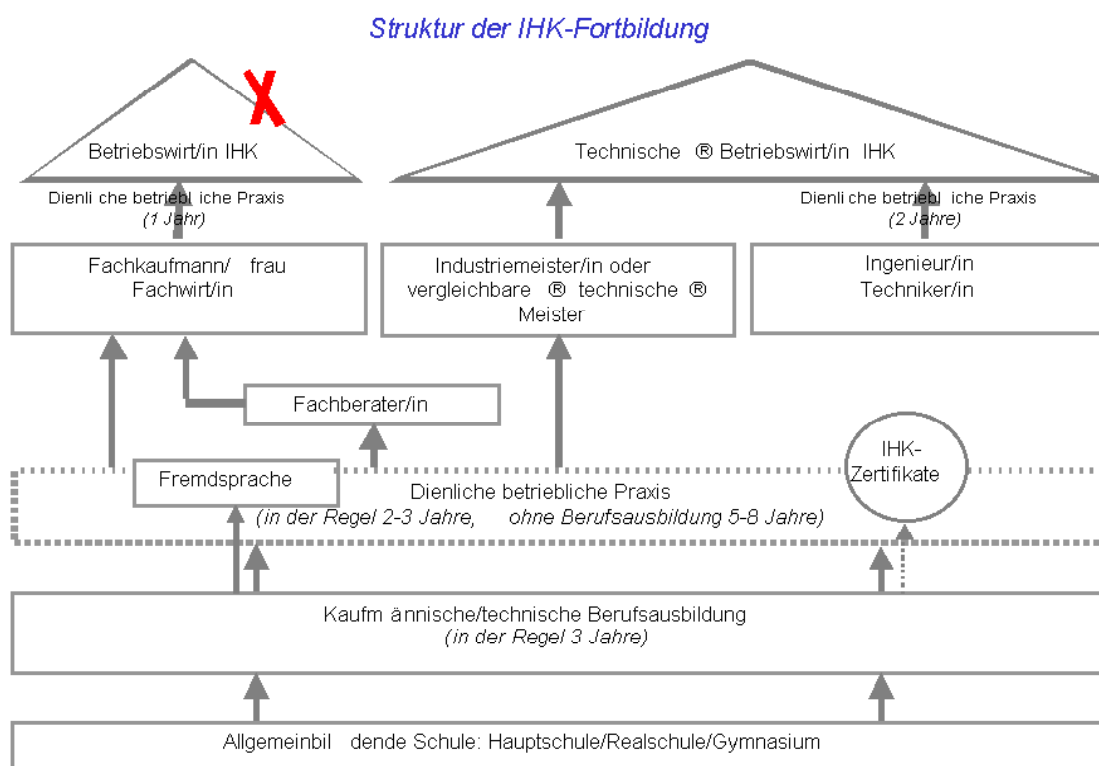 Struktur der IHK-Fortbildung
Betriebswirt/in IHK
Technische ® Betriebswirt/in IHK
Dienli che betriebl iche Praxis
(1 Jahr)
Dienli che betriebl iche Praxis
(2 Jahre)
Fachkaufmann/ frau
Fachwirt/in
Industriemeister/in oder
vergleichbare ® technische ®
Meister
Ingenieur/in
Techniker/in
Fachberater/in
Fremdsprache
IHK-
Zertifikate
Dienliche betriebliche Praxis
(in der Regel 2-3 Jahre, ohne Berufsausbildung 5-8 Jahre)
Kaufm ännische/technische Berufsausbildung
(in der Regel 3 Jahre)
Allgemeinbil dende Schule: Hauptschule/Realschule/Gymnasium